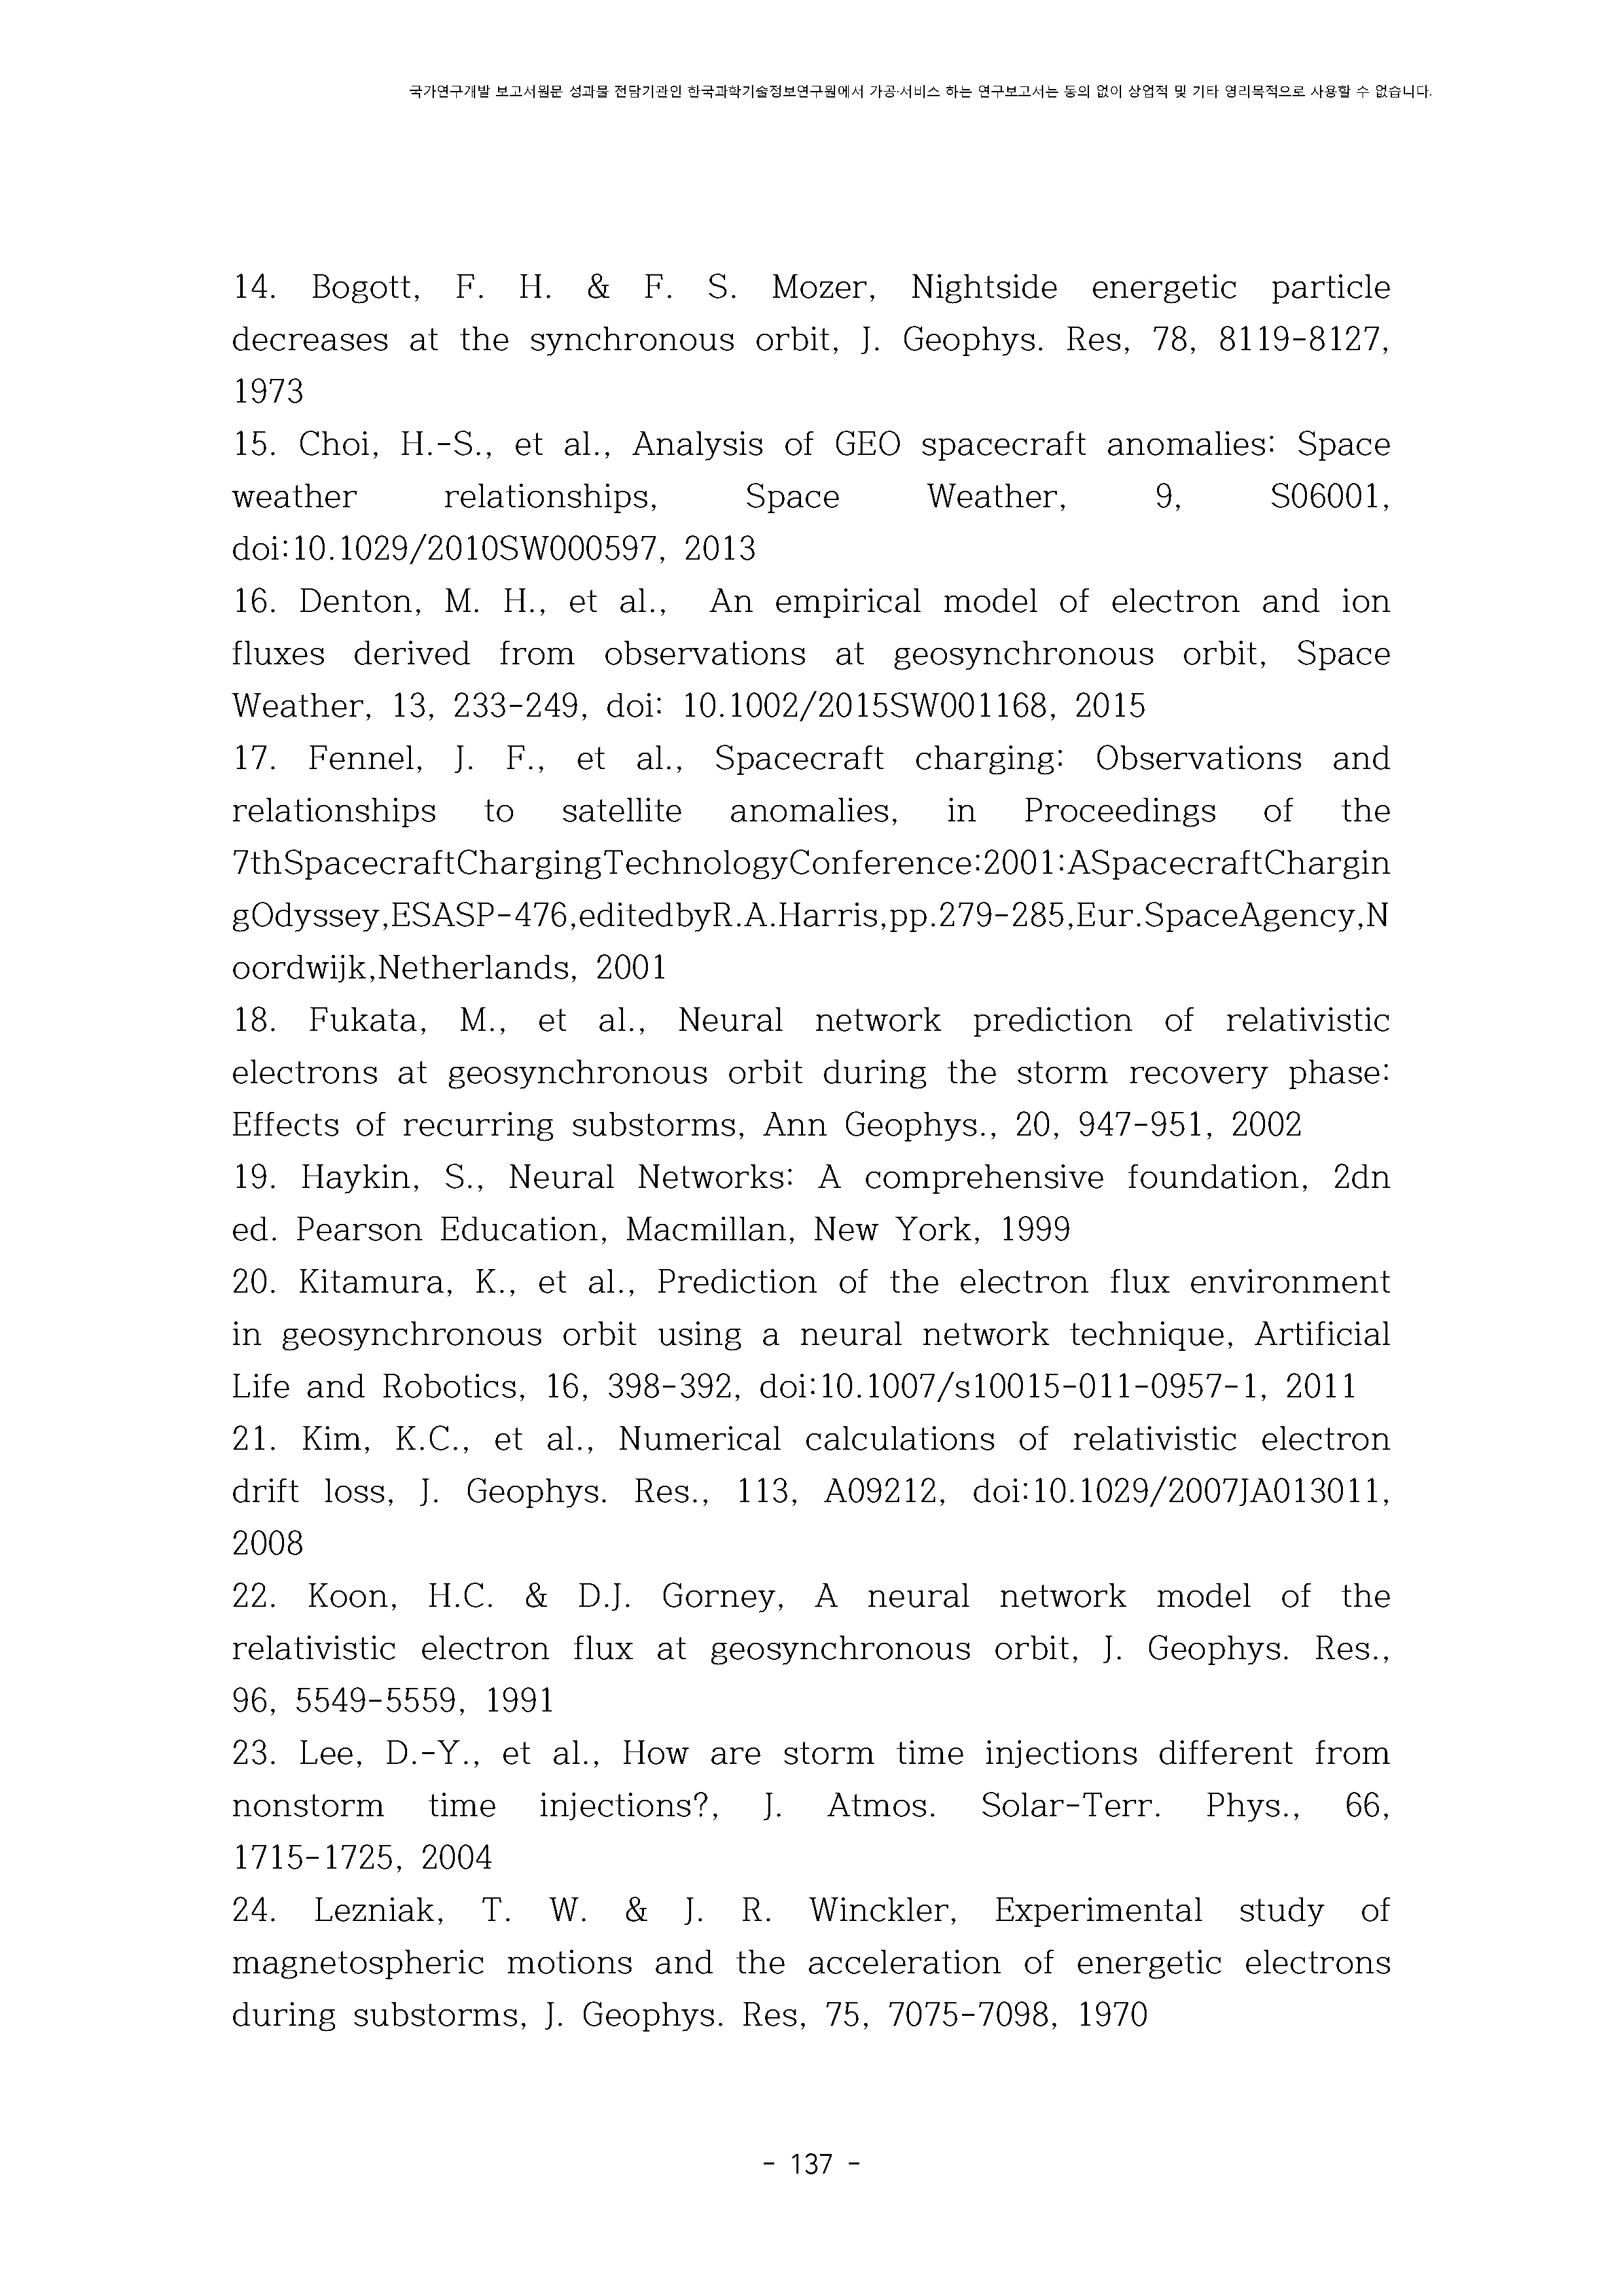 국가연구개발 보고서원문 성과물 전담기관인 한국과학기술정보연구원에서 가공·서비스 하는 연구보고서는 동의 없이 상업적 및 기타 영리목적으로 사용할 수 없습니다.
14. Bogott, F. H. & F. S. Mozer, Nightside energetic particle
decreases at the synchronous orbit, J. Geophys. Res, 78, 8119-8127,
1973
15. Choi, H.-S., et al., Analysis of GEO spacecraft anomalies: Space
weather relationships, Space Weather, 9, S06001,
doi:10.1029/2010SW000597, 2013
16. Denton, M. H., et al., An empirical model of electron and ion
fluxes derived from observations at geosynchronous orbit, Space
Weather, 13, 233-249, doi: 10.1002/2015SW001168, 2015
17. Fennel, J. F., et al., Spacecraft charging: Observations and
relationships to satellite anomalies, in Proceedings of the
7thSpacecraftChargingTechnologyConference:2001:ASpacecraftChargin
gOdyssey,ESASP-476,editedbyR.A.Harris,pp.279-285,Eur.SpaceAgency,N
oordwijk,Netherlands, 2001
18. Fukata, M., et al., Neural network prediction of relativistic
electrons at geosynchronous orbit during the storm recovery phase:
Effects of recurring substorms, Ann Geophys., 20, 947-951, 2002
19. Haykin, S., Neural Networks: A comprehensive foundation, 2dn
ed. Pearson Education, Macmillan, New York, 1999
20. Kitamura, K., et al., Prediction of the electron flux environment
in geosynchronous orbit using a neural network technique, Artificial
Life and Robotics, 16, 398-392, doi:10.1007/s10015-011-0957-1, 2011
21. Kim, K.C., et al., Numerical calculations of relativistic electron
drift loss, J. Geophys. Res., 113, A09212, doi:10.1029/2007JA013011,
2008
22. Koon, H.C. & D.J. Gorney, A neural network model of the
relativistic electron flux at geosynchronous orbit, J. Geophys. Res.,
96, 5549-5559, 1991
23. Lee, D.-Y., et al., How are storm time injections different from
nonstorm time injections?, J. Atmos. Solar-Terr. Phys., 66,
1715-1725, 2004
24. Lezniak, T. W. & J. R. Winckler, Experimental study of
magnetospheric motions and the acceleration of energetic electrons
during substorms, J. Geophys. Res, 75, 7075-7098, 1970
- 137 -